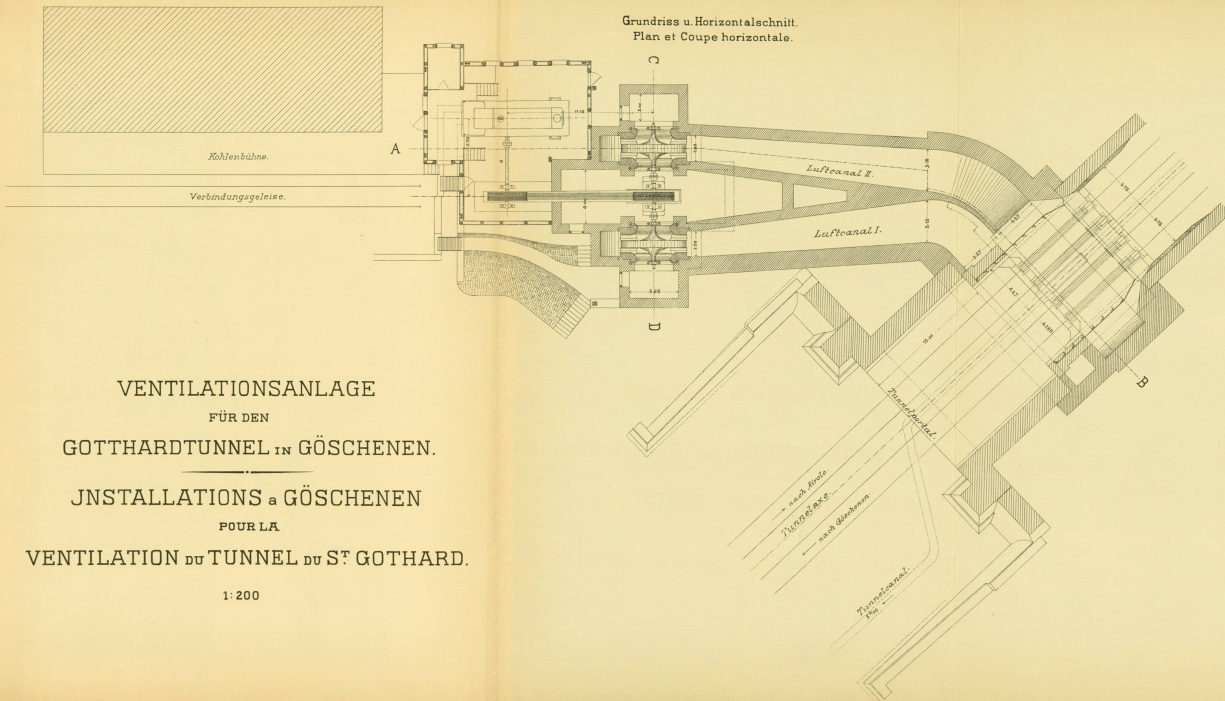 Grundriss u. Horizontalschnitt.
Plan et Coupe horizontale.
C
A
Kohlenbühne.
Verbindungsgeleise.
Luftcanal II.
Luftcanal I.
D
B
Tunnelportal.
nach Airolo
Tunnelaxe.
nach Göschenen
Tunnelcanal.
VENTILATIONSANLAGE
FÜR DEN
GOTTHARDTUNNEL IN GÖSCHENEN.
JNSTALLATIONS a GÖSCHENEN
POUR LA
VENTILATION DU TUNNEL DU ST. GOTHARD.
1:200